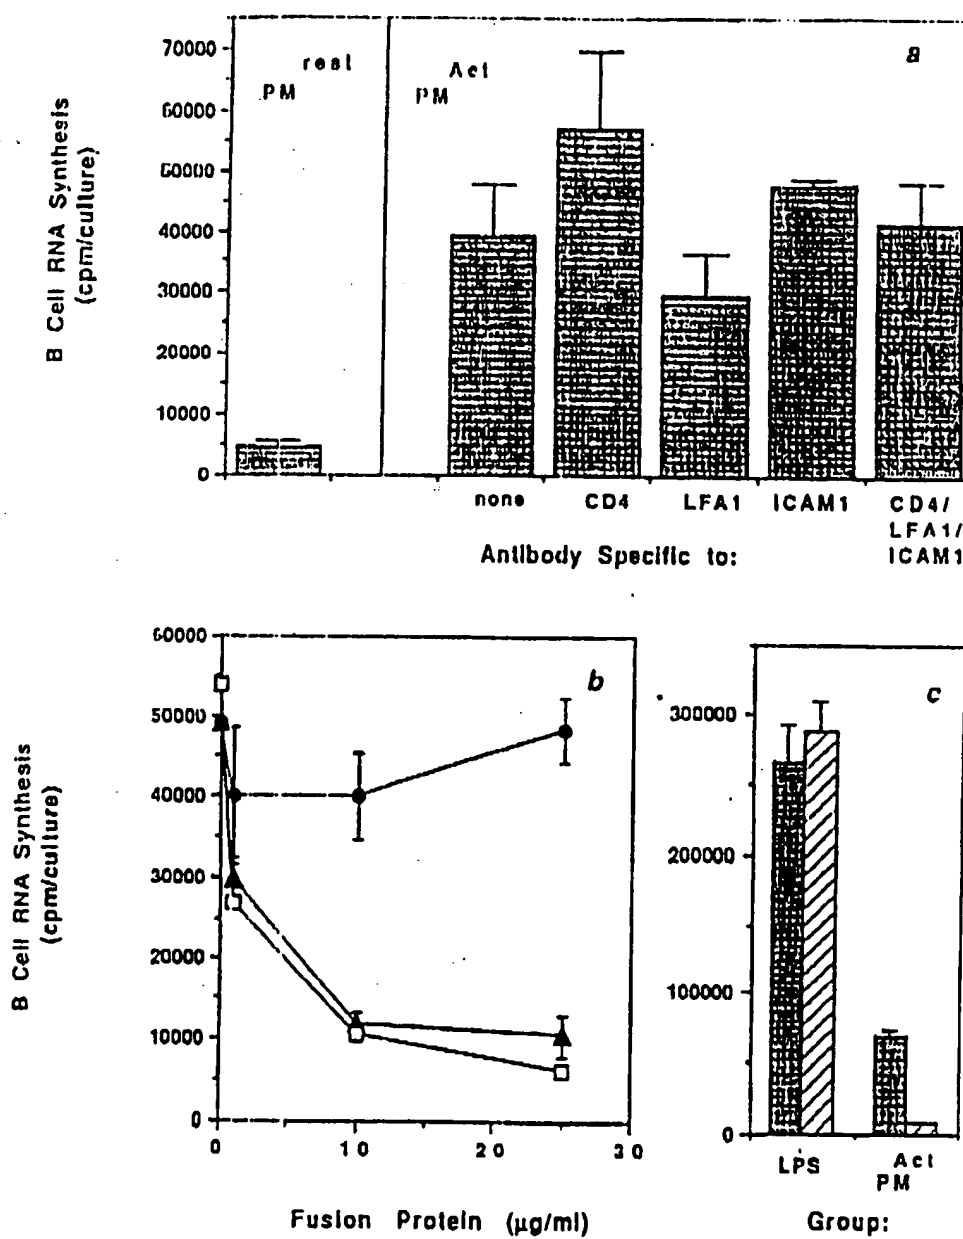 a
70000
60000
50000
40000
30000
20000
10000
0
B Cell RNA Synthesis
(cpm/culture)
PM rest
PM Act
none CD4 LFA1 ICAM1 CD4/
LFA1/
ICAM1
Antibody Specific to:
b
60000
50000
40000
30000
20000
10000
0
B Cell RNA Synthesis
(cpm/culture)
0 10 20 30
Fusion Protein (µg/ml)
c
300000
200000
100000
0
LPS
PM Act
Group: